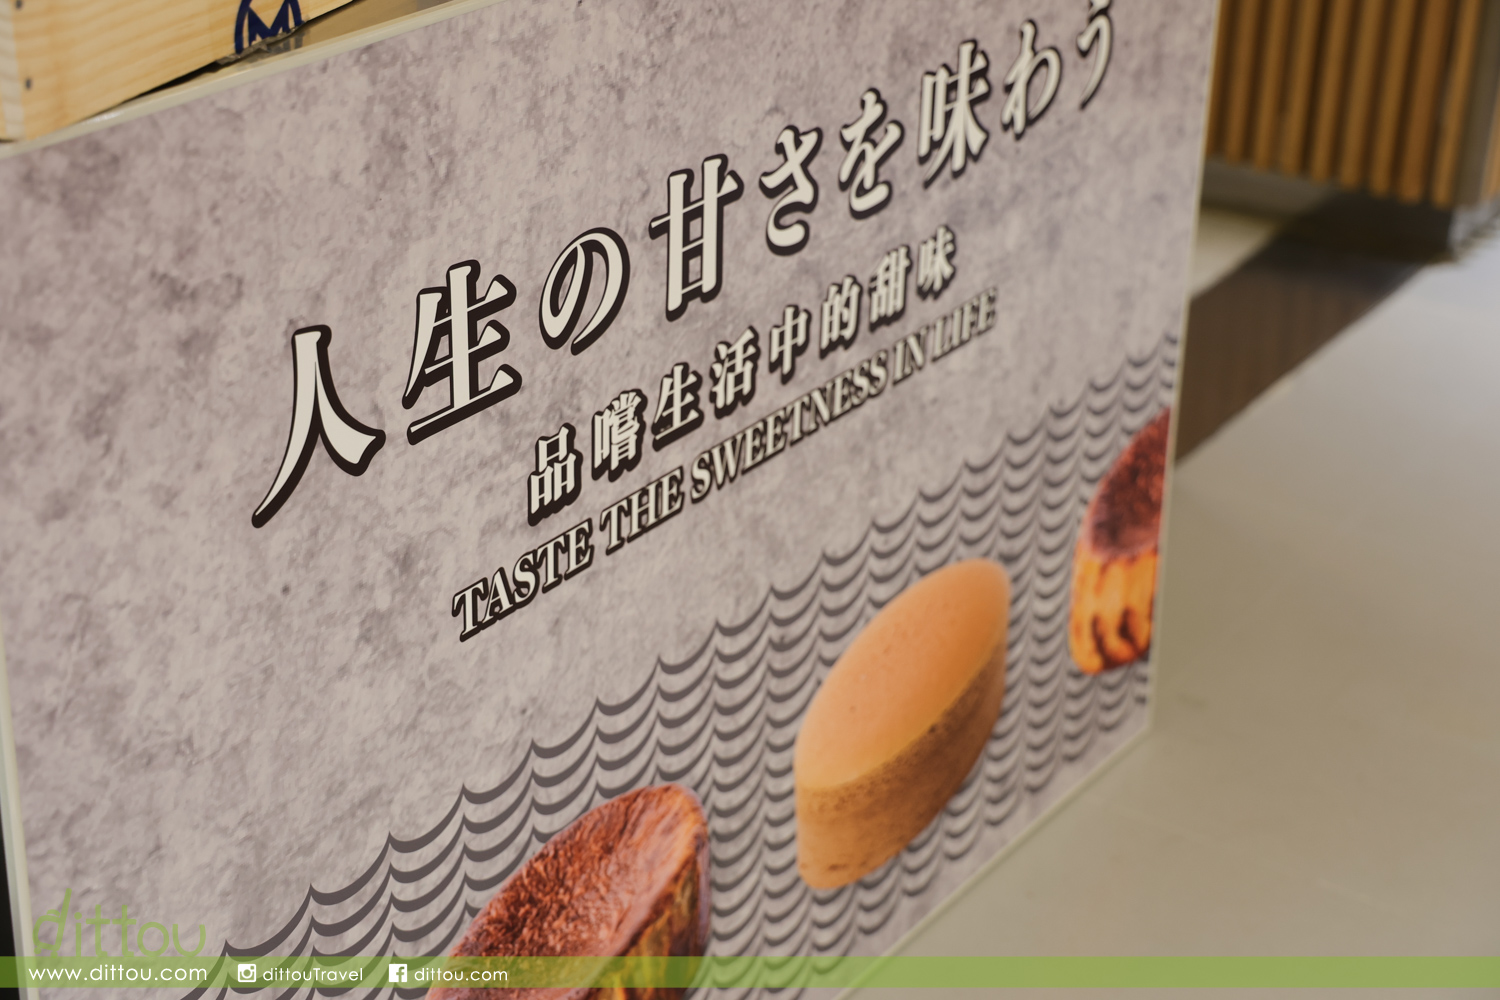 人生の甘さを味わう
品嚐生活中的甜味
TASTE THE SWEETNESS IN LIFE
dittou
www.dittou.com dittouTravel dittou.com